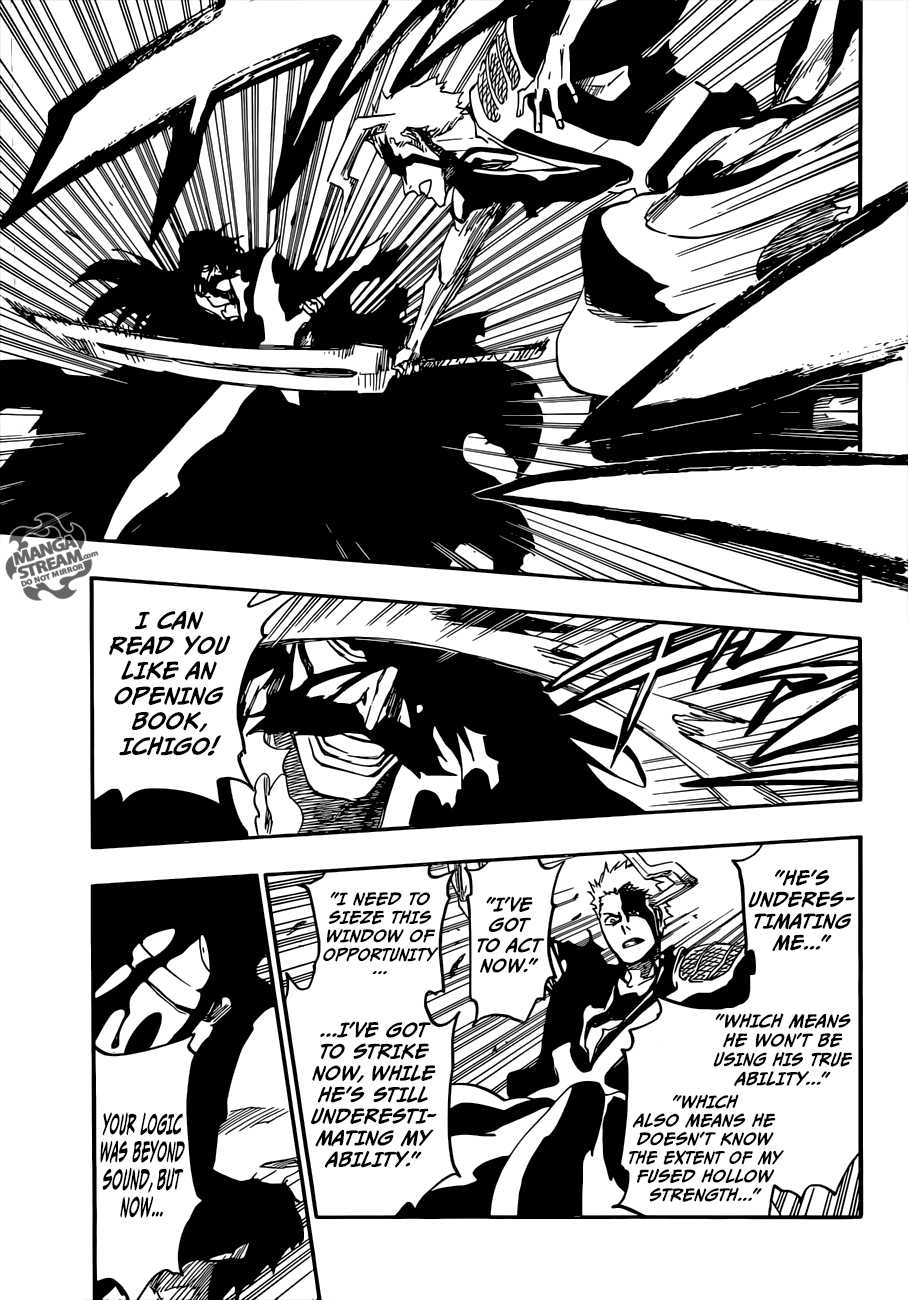 MANGA
STREAM.com
DO NOT MIRROR
I CAN
READ YOU
LIKE AN
OPENING
BOOK,
ICHIGO!
"HE'S
UNDERES-
TIMATING
ME..."
"WHICH MEANS
HE WON'T BE
USING HIS TRUE
ABILITY..."
"WHICH
ALSO MEANS HE
DOESN'T KNOW
THE EXTENT OF MY
FUSED HOLLOW
STRENGTH..."
"I'VE
GOT
TO ACT
NOW."
"I NEED TO
SIEZE THIS
WINDOW OF
OPPORTUNITY
...
...I'VE GOT
TO STRIKE
NOW, WHILE
HE'S STILL
UNDERESTI-
MATING MY
ABILITY."
YOUR LOGIC
WAS BEYOND
SOUND, BUT
NOW...